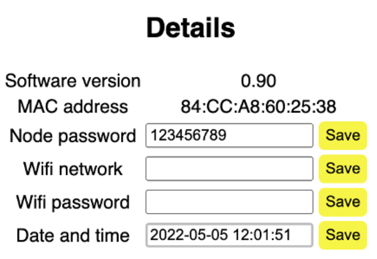 Details
Software version 0.90
MAC address 84:CC:A8:60:25:38
Node password 123456789 Save
Wifi network Save
Wifi password Save
Date and time 2022-05-05 12:01:51 Save